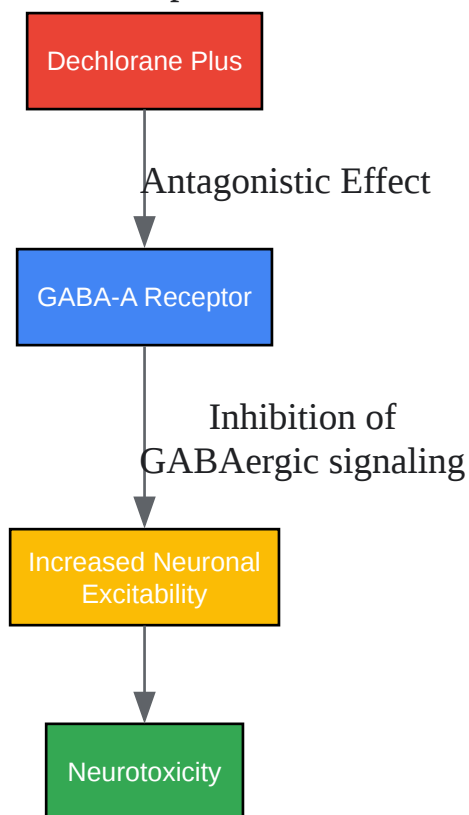 Dechlorane Plus
Antagonistic Effect
GABA-A Receptor
Inhibition of
GABAergic signaling
Increased Neuronal
Excitability
Neurotoxicity